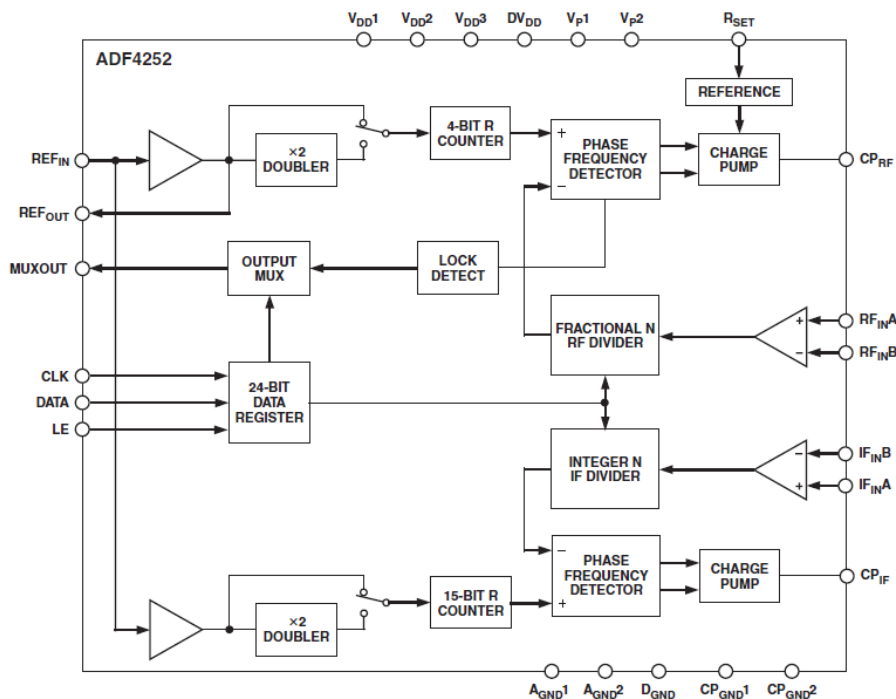 VDD1 VDD2 VDD3 DVDD VP1 VP2 RSET
ADF4252
REFERENCE
4-BIT R
COUNTER
+
−
PHASE
FREQUENCY
DETECTOR
CHARGE
PUMP
CPRF
REFIN
×2
DOUBLER
REFOUT
MUXOUT
OUTPUT
MUX
LOCK
DETECT
FRACTIONAL N
RF DIVIDER
+
−
RFINA
RFINB
CLK
DATA
LE
24-BIT
DATA
REGISTER
INTEGER N
IF DIVIDER
−
+
IFINB
IFINA
−
+
PHASE
FREQUENCY
DETECTOR
CHARGE
PUMP
CPIF
15-BIT R
COUNTER
×2
DOUBLER
AGND1 AGND2 DGND CPGND1 CPGND2